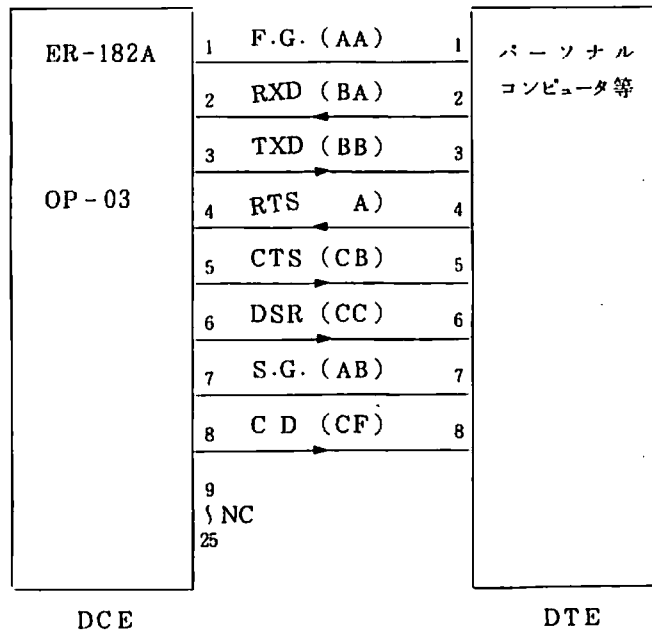 ER-182A
OP-03
1 F.G. (AA) 1
2 RXD (BA) 2
3 TXD (BB) 3
4 RTS A) 4
5 CTS (CB) 5
6 DSR (CC) 6
7 S.G. (AB) 7
8 CD (CF) 8
9
〜 NC
25
パーソナル
コンピュータ等
DCE
DTE